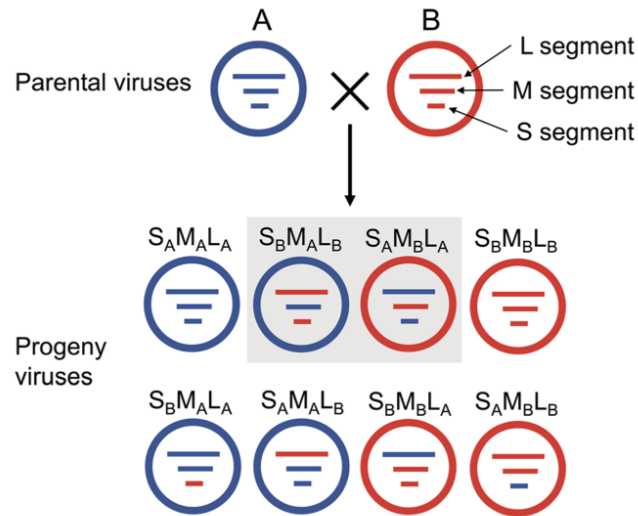 A B
L segment
Parental viruses
M segment
S segment
S_AM_AL_A S_BM_AL_B S_AM_BL_A S_BM_BL_B
Progeny
viruses
S_BM_AL_A S_AM_AL_B S_BM_BL_A S_AM_BL_B